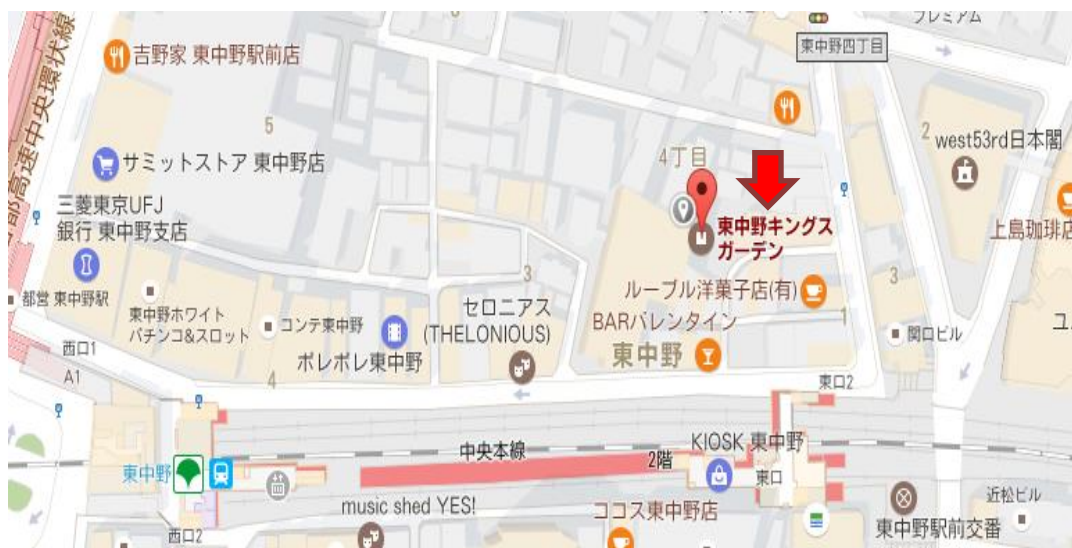 プレミアム
東中野四丁目
吉野家 東中野駅前店
首都高速中央環状線
5
2
west53rd日本閣
サミットストア 東中野店
4丁目
三菱東京UFJ
銀行 東中野支店
東中野キングス
ガーデン
上島珈琲店
都営 東中野駅
東中野ホワイト
パチンコ&スロット
コンテ東中野
ポレポレ東中野
3
セロニアス
(THELONIOUS)
ルーブル洋菓子店(有)
BARバレンタイン
東中野
1
3
関口ビル
ユ
西口1
A1
4
東口2
中央本線
2階
KIOSK 東中野
東口
東中野
music shed YES!
ココス東中野店
東中野駅前交番
近松ビル
西口2